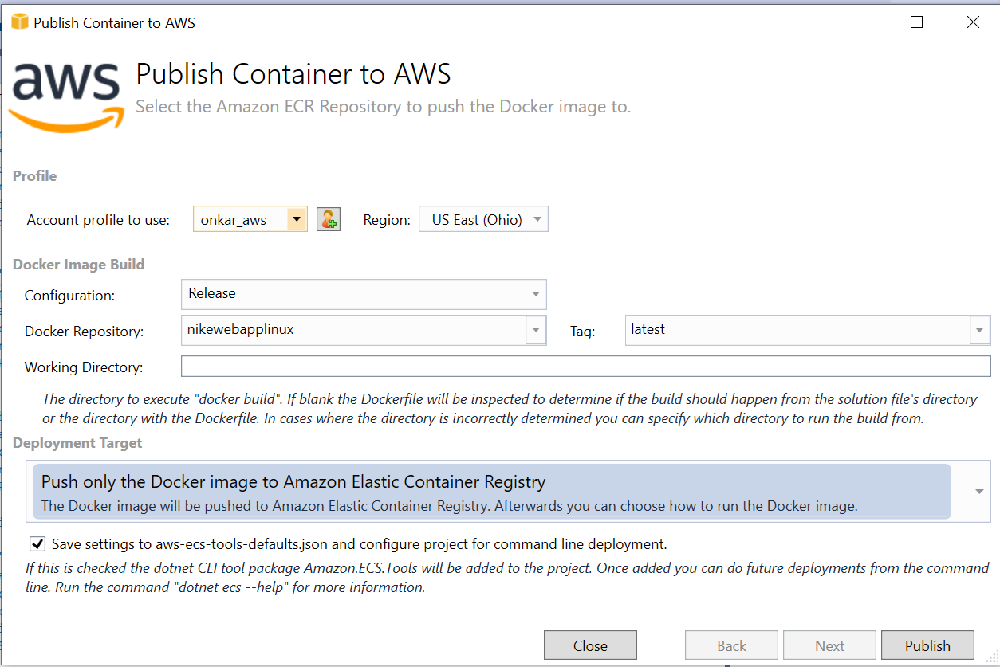 Publish Container to AWS
aws
Publish Container to AWS
Select the Amazon ECR Repository to push the Docker image to.
Profile
Account profile to use: onkar_aws Region: US East (Ohio)
Docker Image Build
Configuration: Release
Docker Repository: nikewebapplinux Tag: latest
Working Directory:
The directory to execute "docker build". If blank the Dockerfile will be inspected to determine if the build should happen from the solution file's directory
or the directory with the Dockerfile. In cases where the directory is incorrectly determined you can specify which directory to run the build from.
Deployment Target
Push only the Docker image to Amazon Elastic Container Registry
The Docker image will be pushed to Amazon Elastic Container Registry. Afterwards you can choose how to run the Docker image.
Save settings to aws-ecs-tools-defaults.json and configure project for command line deployment.
If this is checked the dotnet CLI tool package Amazon.ECS.Tools will be added to the project. Once added you can do future deployments from the command
line. Run the command "dotnet ecs --help" for more information.
Close Back Next Publish